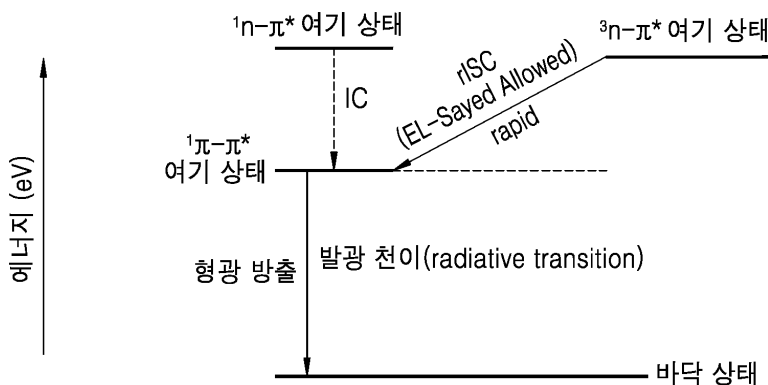 ¹n−π* 여기 상태
³n−π* 여기 상태
rISC
(EL−Sayed Allowed)
rapid
IC
¹π−π*
여기 상태
에너지 (eV)
형광 방출
발광 천이(radiative transition)
바닥 상태